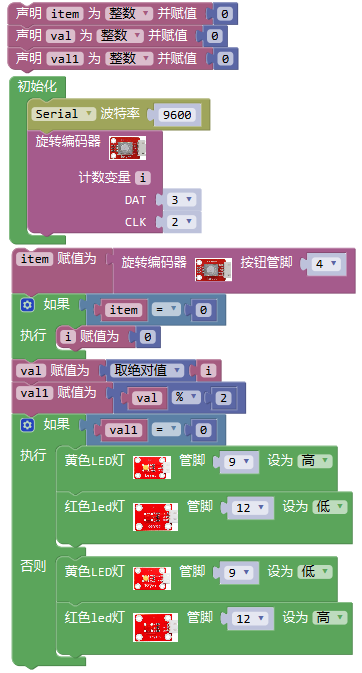 声明 item 为 整数 并赋值 0
声明 val 为 整数 并赋值 0
声明 val1 为 整数 并赋值 0
初始化
Serial 波特率 9600
旋转编码器
计数变量 i
DAT 3
CLK 2
item 赋值为 旋转编码器 按钮管脚 4
如果 item = 0
执行 i 赋值为 0
val 赋值为 取绝对值 i
val1 赋值为 val % 2
如果 val1 = 0
执行 黄色LED灯 管脚 9 设为 高
红色led灯 管脚 12 设为 低
否则 黄色LED灯 管脚 9 设为 低
红色led灯 管脚 12 设为 高